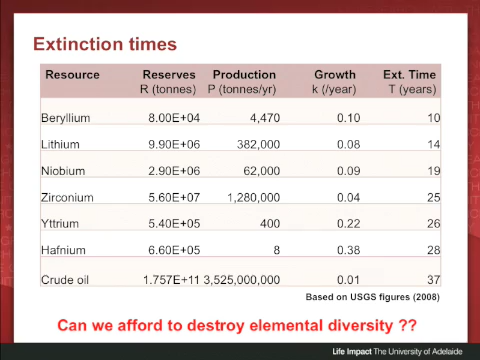 Extinction times
Resource Reserves Production Growth Ext. Time
R (tonnes) P (tonnes/yr) k (/year) T (years)
Beryllium 8.00E+04 4,470 0.10 10
Lithium 9.90E+06 382,000 0.08 14
Niobium 2.90E+06 62,000 0.09 19
Zirconium 5.60E+07 1,280,000 0.04 25
Yttrium 5.40E+05 400 0.22 26
Hafnium 6.60E+05 8 0.38 28
Crude oil 1.757E+11 3,525,000,000 0.01 37
Based on USGS figures (2008)
Can we afford to destroy elemental diversity ??
Life Impact The University of Adelaide